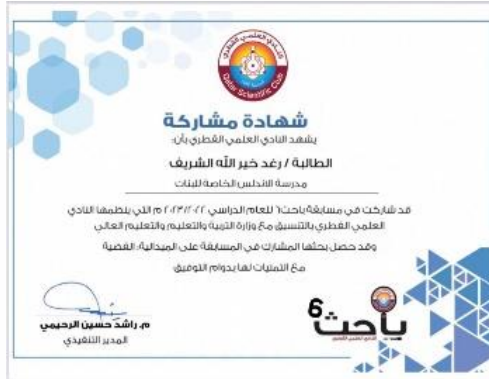 النادي العلمي القطري
Qatar Scientific Club
شهادة مشاركة
يشهد النادي العلمي القطري بأن:
الطالبة / رغد خير الله الشريف
مدرسة الاندلس الخاصة للبنات
قد شاركت في مسابقة باحث٦ للعام الدراسي ٢٠٢٣/٢٠٢٢ م التي ينظمها النادي
العلمي القطري بالتنسيق مع وزارة التربية والتعليم والتعليم العالي
وقد حصل بحثها المشارك في المسابقة على الميدالية: الفضية
مع التمنيات لها بدوام التوفيق
م. راشد حسين الرحيمي
المدير التنفيذي
باحث 6